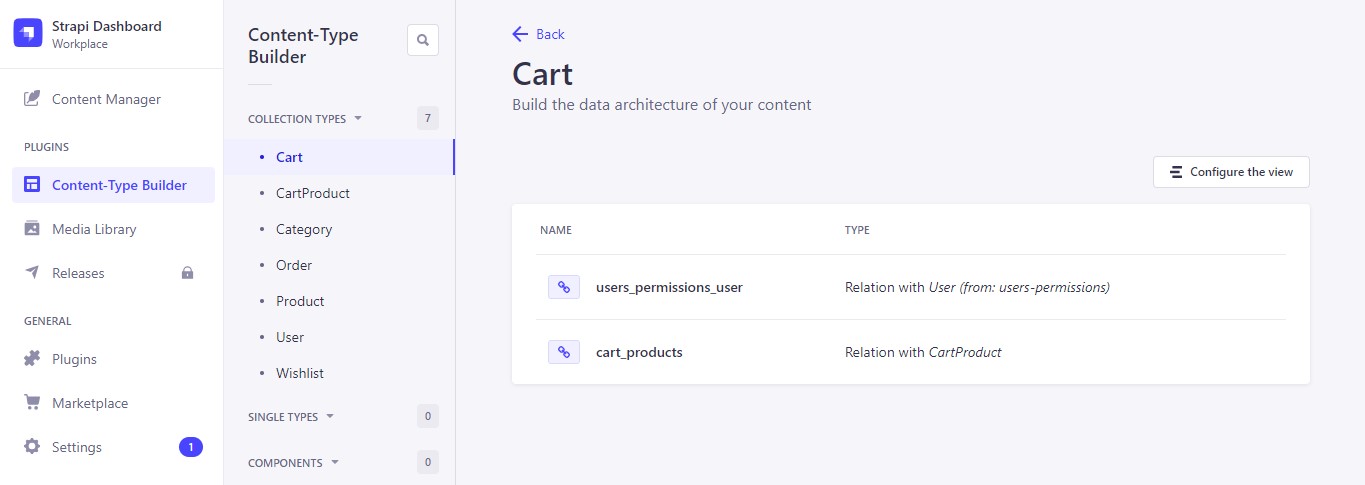 Strapi Dashboard
Workplace
Content Manager
PLUGINS
Content-Type Builder
Media Library
Releases
GENERAL
Plugins
Marketplace
Settings 1
Content-Type
Builder
COLLECTION TYPES 7
Cart
CartProduct
Category
Order
Product
User
Wishlist
SINGLE TYPES 0
COMPONENTS 0
Back
Cart
Build the data architecture of your content
Configure the view
NAME TYPE
users_permissions_user Relation with User (from: users-permissions)
cart_products Relation with CartProduct